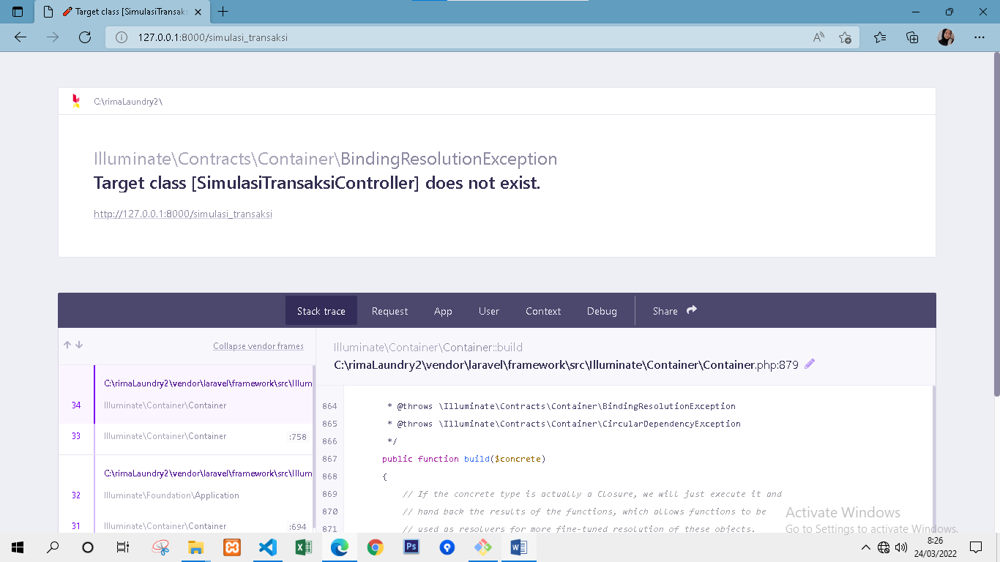 Target class [SimulasiTransaks
127.0.0.1:8000/simulasi_transaksi
C:\rimaLaundry2\
Illuminate\Contracts\Container\BindingResolutionException
Target class [SimulasiTransaksiController] does not exist.
http://127.0.0.1:8000/simulasi_transaksi
Stack trace
Request
App
User
Context
Debug
Share
Collapse vendor frames
C:\rimaLaundry2\vendor\laravel\framework\src\Illum
34
Illuminate\Container\Container
33
Illuminate\Container\Container
:758
C:\rimaLaundry2\vendor\laravel\framework\src\Illum
32
Illuminate\Foundation\Application
31
Illuminate\Container\Container
:694
Illuminate\Container\Container::build
C:\rimaLaundry2\vendor\laravel\framework\src\Illuminate\Container\Container.php:879
864 * @throws \Illuminate\Contracts\Container\BindingResolutionException
865 * @throws \Illuminate\Contracts\Container\CircularDependencyException
866 */
867 public function build($concrete)
868 {
869 // If the concrete type is actually a Closure, we will just execute it and
870 // hand back the results of the functions, which allows functions to be
871 // used as resolvers for more fine-tuned resolution of these objects.
Activate Windows
Go to Settings to activate Windows.
8:26
24/03/2022